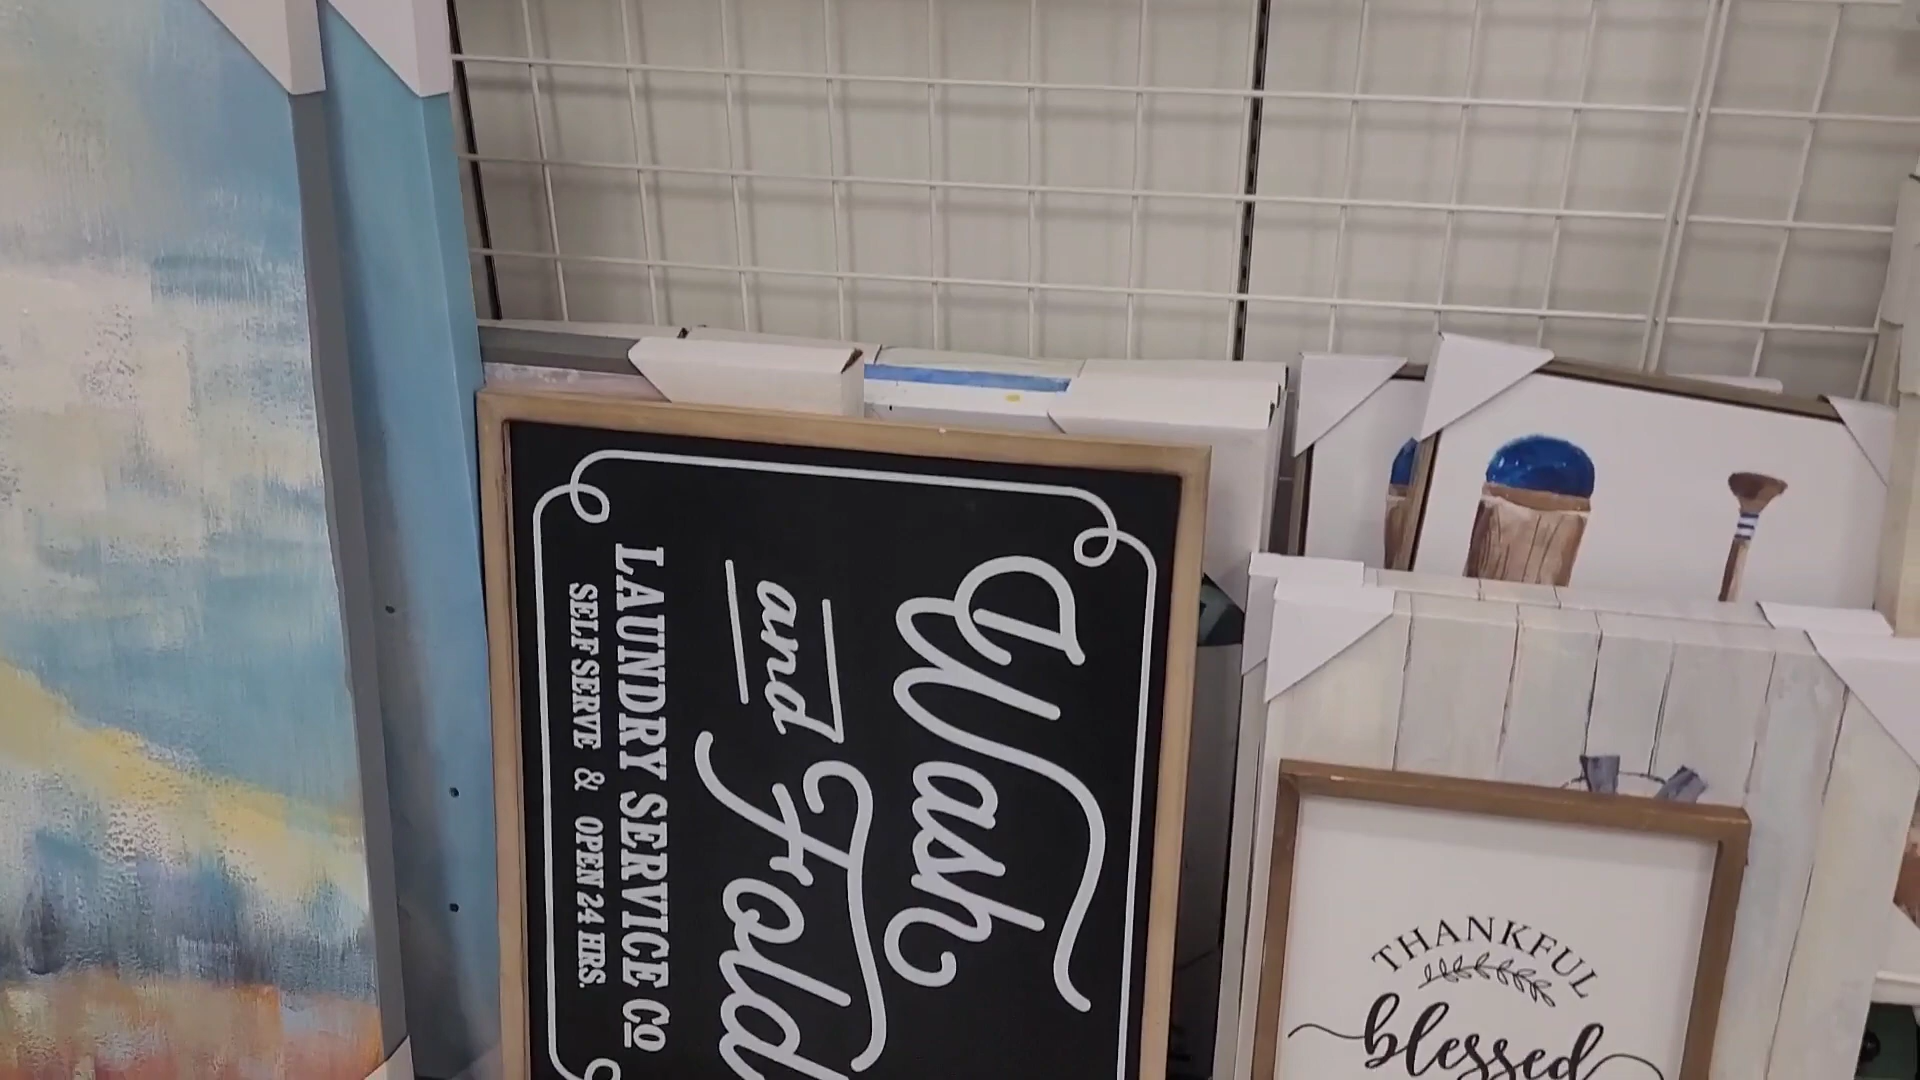 Wash
and
Fold
LAUNDRY SERVICE CO
SELF SERVE & OPEN 24 HRS.
THANKFUL
blessed